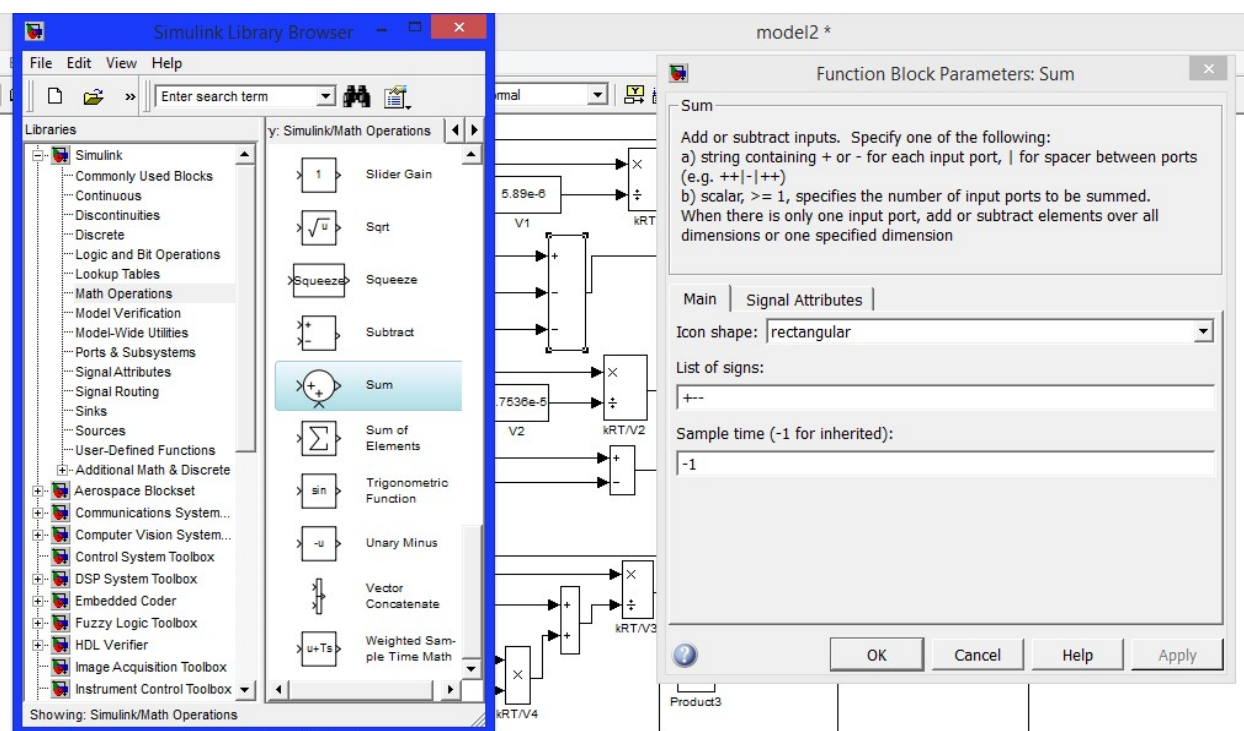 Simulink Library Browser
File Edit View Help
Enter search term
Libraries
Simulink
Commonly Used Blocks
Continuous
Discontinuities
Discrete
Logic and Bit Operations
Lookup Tables
Math Operations
Model Verification
Model-Wide Utilities
Ports & Subsystems
Signal Attributes
Signal Routing
Sinks
Sources
User-Defined Functions
Additional Math & Discrete
Aerospace Blockset
Communications System...
Computer Vision System...
Control System Toolbox
DSP System Toolbox
Embedded Coder
Fuzzy Logic Toolbox
HDL Verifier
Image Acquisition Toolbox
Instrument Control Toolbox
Showing: Simulink/Math Operations
y: Simulink/Math Operations
1 Slider Gain
√u Sqrt
Squeeze Squeeze
+
− Subtract
+
+ Sum
Σ Sum of
Elements
sin Trigonometric
Function
-u Unary Minus
Vector
Concatenate
u+Ts Weighted Sam-
ple Time Math
model2 *
rmal
×
5.89e-6 ÷
V1 kRT
+
−
−
×
.7536e-5 ÷
V2 kRT/V2
+
−
×
+ ÷
+ kRT/V3
×
kRT/V4
Product3
Function Block Parameters: Sum
Sum
Add or subtract inputs. Specify one of the following:
a) string containing + or - for each input port, | for spacer between ports
(e.g. ++|-|++)
b) scalar, >= 1, specifies the number of input ports to be summed.
When there is only one input port, add or subtract elements over all
dimensions or one specified dimension
Main Signal Attributes
Icon shape: rectangular
List of signs:
+--
Sample time (-1 for inherited):
-1
OK Cancel Help Apply